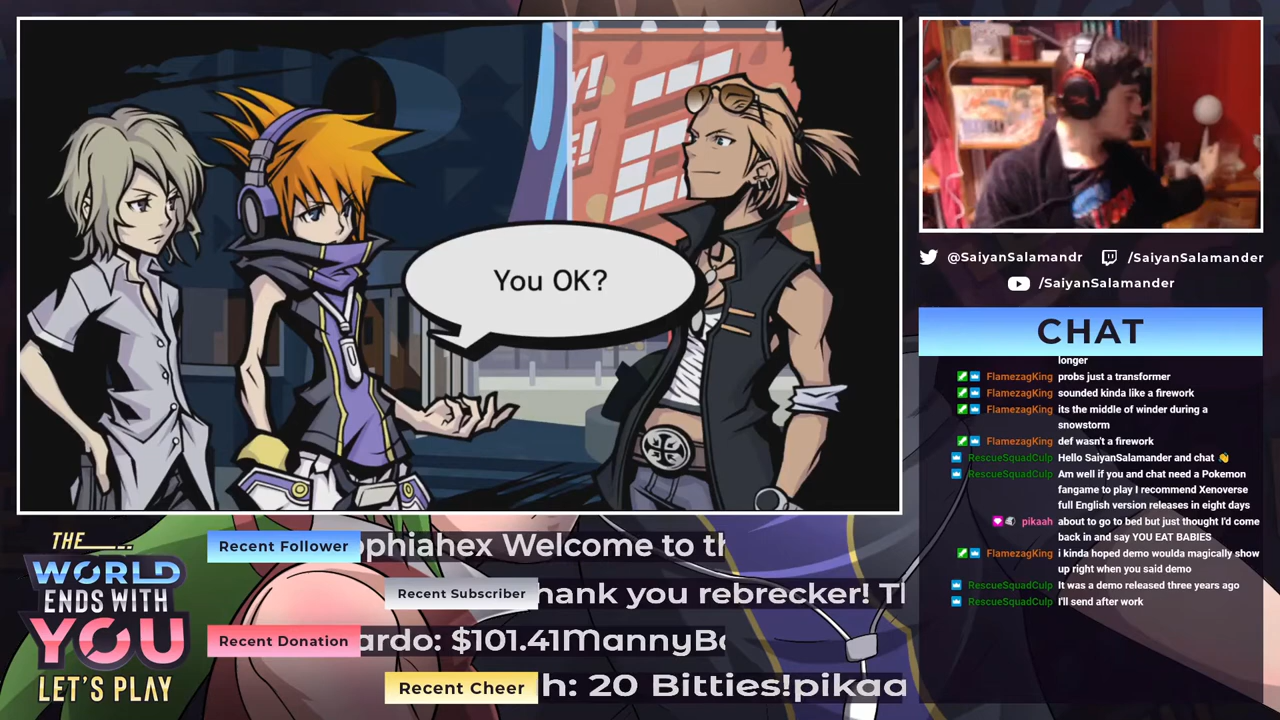 Y!
E!
You OK?
@SaiyanSalamandr
/SaiyanSalamander
/SaiyanSalamander
CHAT
longer
FlamezagKing probs just a transformer
FlamezagKing sounded kinda like a firework
FlamezagKing its the middle of winder during a
snowstorm
FlamezagKing def wasn't a firework
RescueSquadCulp Hello SaiyanSalamander and chat 👋
RescueSquadCulp Am well if you and chat need a Pokemon
fangame to play I recommend Xenoverse
full English version releases in eight days
pikaah about to go to bed but just thought I'd come
back in and say YOU EAT BABIES
FlamezagKing i kinda hoped demo woulda magically show
up right when you said demo
RescueSquadCulp It was a demo released three years ago
RescueSquadCulp I'll send after work
THE
WORLD
ENDS WITH
YOU
LET'S PLAY
Recent Follower ophiahex Welcome to th
Recent Subscriber hank you rebrecker! T
Recent Donation ardo: $101.41MannyBo
Recent Cheer h: 20 Bitties!pikaa